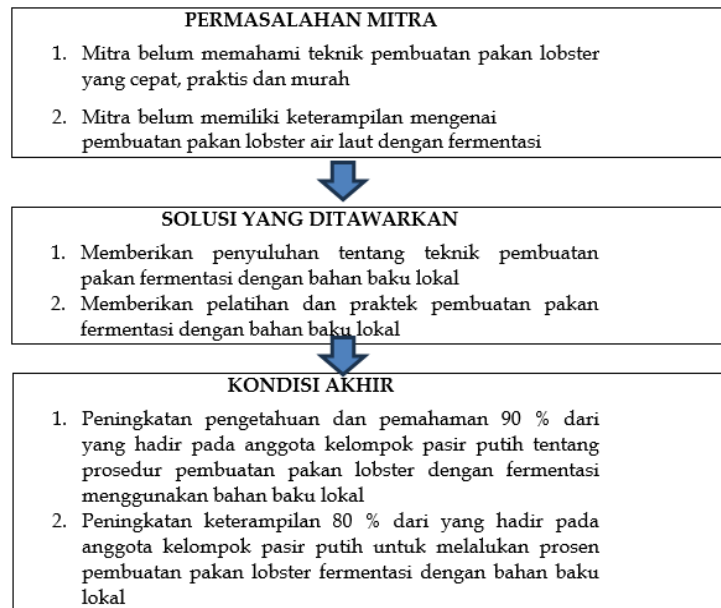 PERMASALAHAN MITRA
1. Mitra belum memahami teknik pembuatan pakan lobster
yang cepat, praktis dan murah
2. Mitra belum memiliki keterampilan mengenai
pembuatan pakan lobster air laut dengan fermentasi
SOLUSI YANG DITAWARKAN
1. Memberikan penyuluhan tentang teknik pembuatan
pakan fermentasi dengan bahan baku lokal
2. Memberikan pelatihan dan praktek pembuatan pakan
fermentasi dengan bahan baku lokal
KONDISI AKHIR
1. Peningkatan pengetahuan dan pemahaman 90 % dari
yang hadir pada anggota kelompok pasir putih tentang
prosedur pembuatan pakan lobster dengan fermentasi
menggunakan bahan baku lokal
2. Peningkatan keterampilan 80 % dari yang hadir pada
anggota kelompok pasir putih untuk melalukan prosen
pembuatan pakan lobster fermentasi dengan bahan baku
lokal